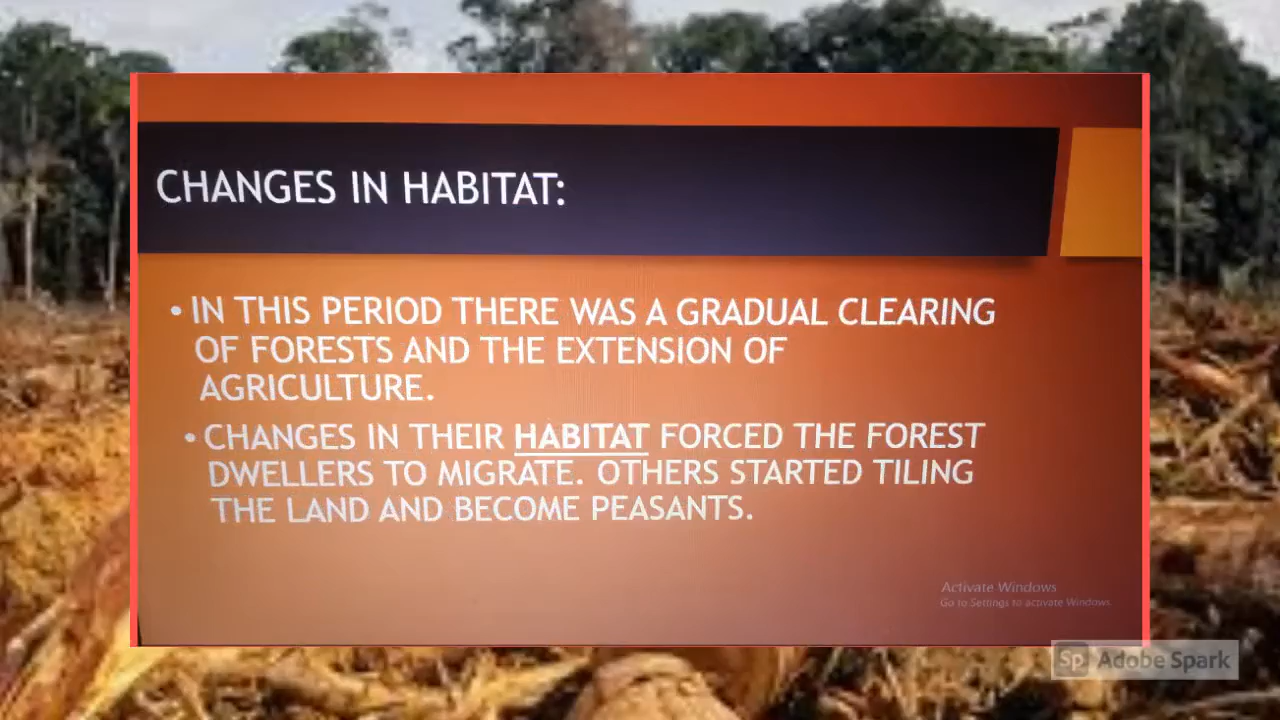 CHANGES IN HABITAT:
• IN THIS PERIOD THERE WAS A GRADUAL CLEARING
OF FORESTS AND THE EXTENSION OF
AGRICULTURE.
• CHANGES IN THEIR HABITAT FORCED THE FOREST
DWELLERS TO MIGRATE. OTHERS STARTED TILING
THE LAND AND BECOME PEASANTS.
Activate Windows
Go to Settings to activate Windows.
Sp Adobe Spark